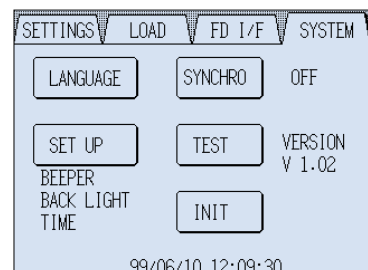 SETTINGS LOAD FD I/F SYSTEM
LANGUAGE SYNCHRO OFF
SET UP TEST VERSION
V 1.02
BEEPER
BACK LIGHT
TIME
INIT
99/06/10 12:09:30